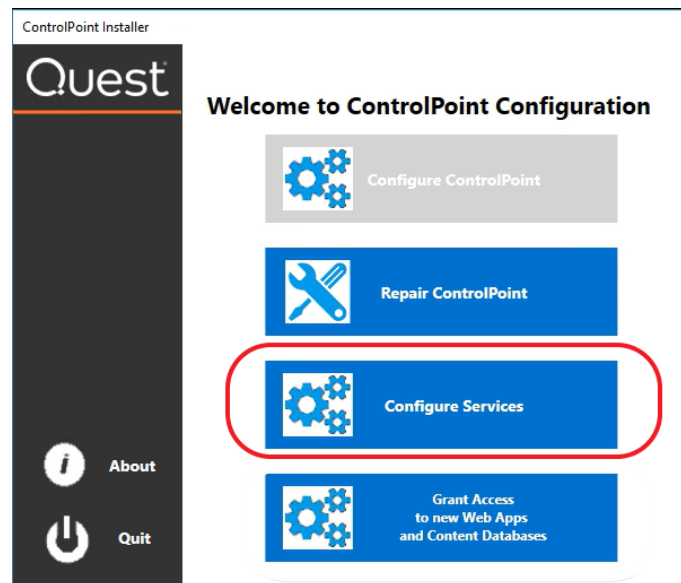 ControlPoint Installer
Quest
Welcome to ControlPoint Configuration
Configure ControlPoint
Repair ControlPoint
Configure Services
Grant Access
to new Web Apps
and Content Databases
About
Quit